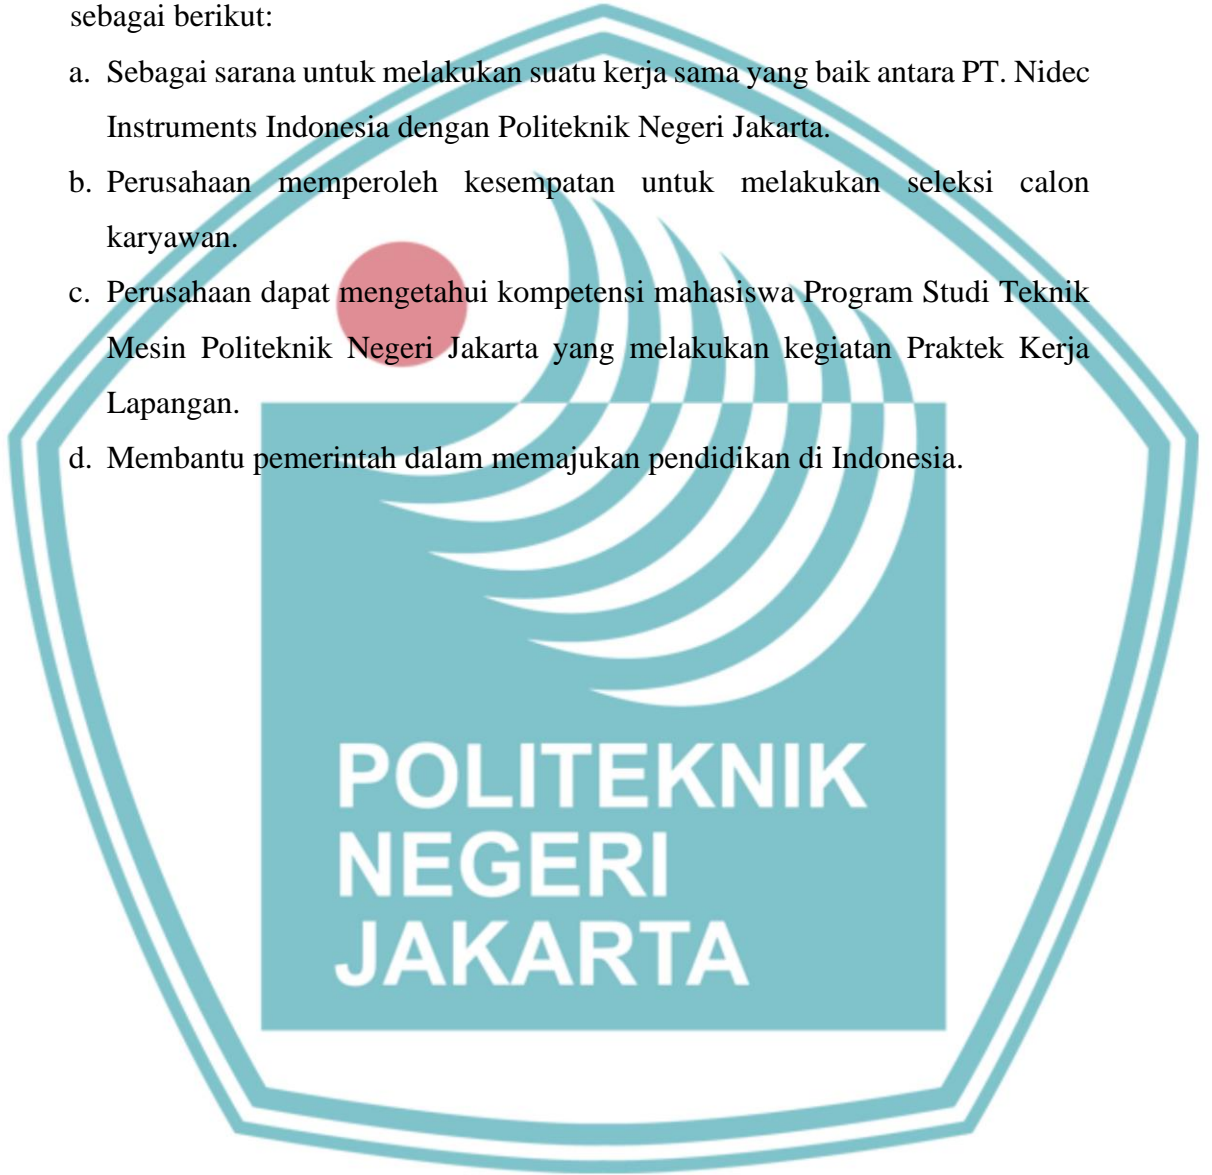 sebagai berikut:
a. Sebagai sarana untuk melakukan suatu kerja sama yang baik antara PT. Nidec
Instruments Indonesia dengan Politeknik Negeri Jakarta.
b. Perusahaan memperoleh kesempatan untuk melakukan seleksi calon
karyawan.
c. Perusahaan dapat mengetahui kompetensi mahasiswa Program Studi Teknik
Mesin Politeknik Negeri Jakarta yang melakukan kegiatan Praktek Kerja
Lapangan.
d. Membantu pemerintah dalam memajukan pendidikan di Indonesia.
POLITEKNIK
NEGERI
JAKARTA